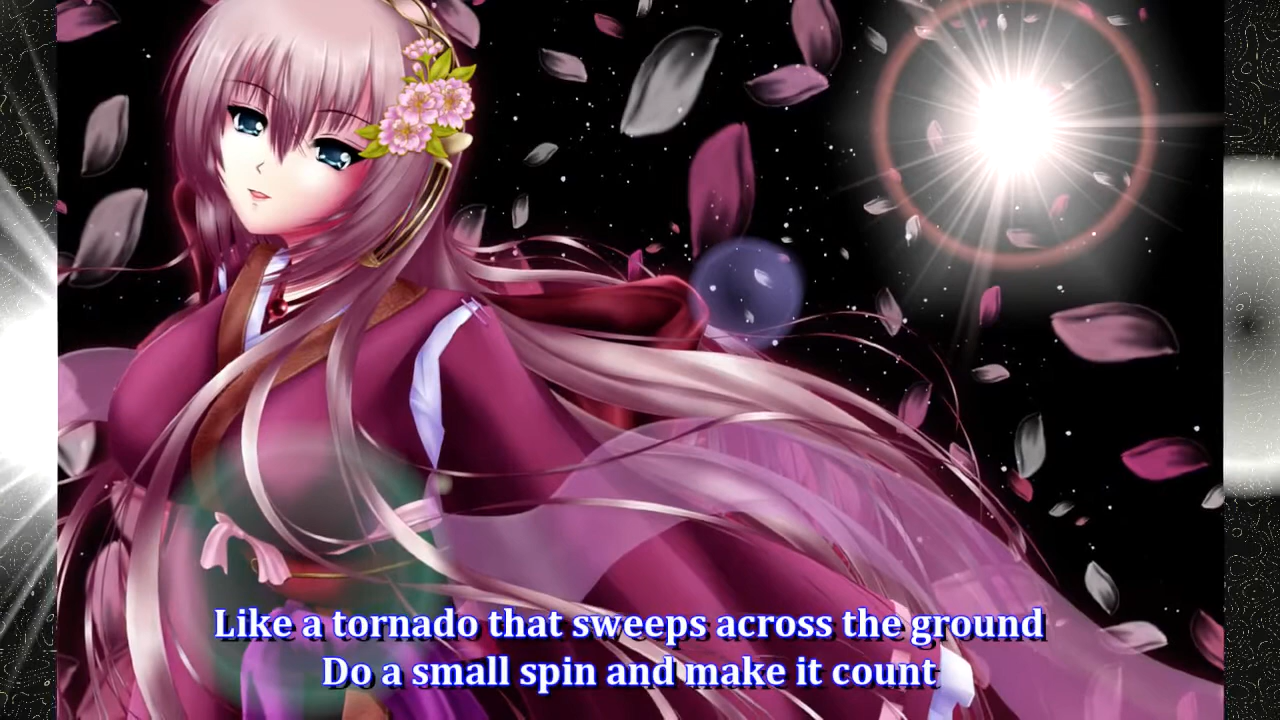 Like a tornado that sweeps across the ground
Do a small spin and make it count